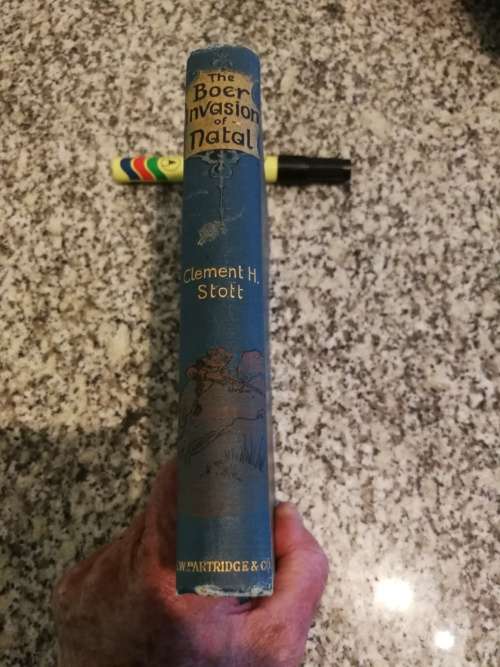 The
Boer
Invasion
of
Natal
Clement H.
Stott
W. PARTRIDGE & CO